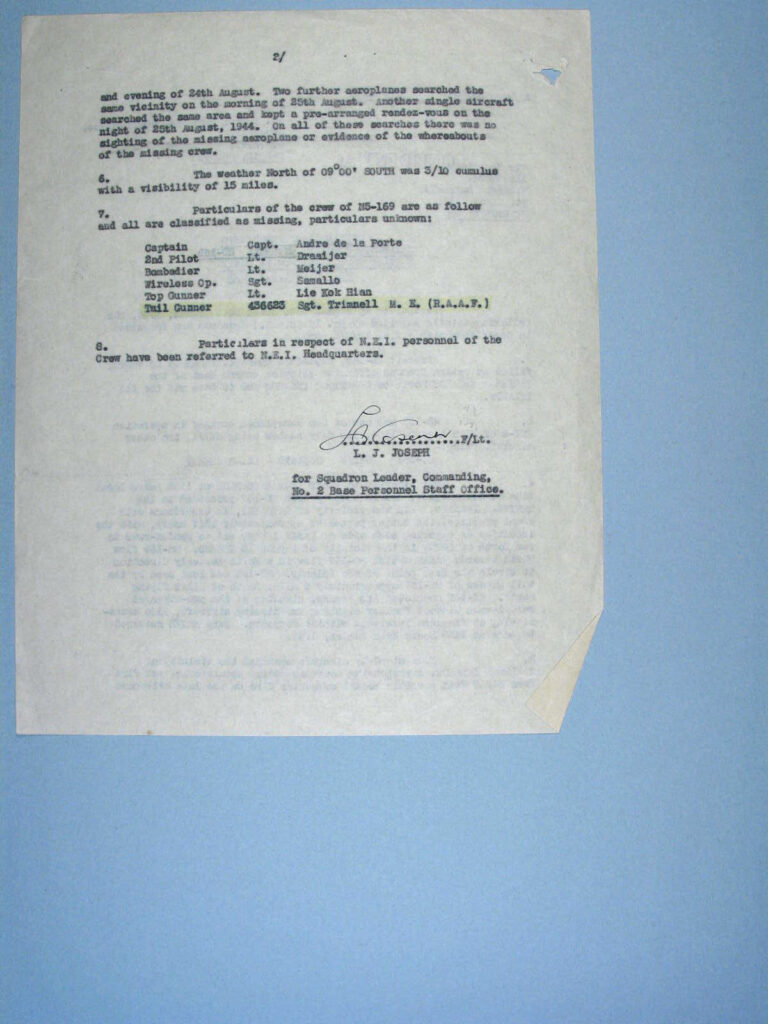 2/
and evening of 24th August. Two further aeroplanes searched the
same vicinity on the morning of 25th August. Another single aircraft
searched the same area and kept a pre-arranged rendez-vous on the
night of 25th August, 1944. On all of these searches there was no
sighting of the missing aeroplane or evidence of the whereabouts
of the missing crew.
6. The weather North of 09°00' SOUTH was 3/10 cumulus
with a visibility of 15 miles.
7. Particulars of the crew of N5-169 are as follow
and all are classified as missing, particulars unknown:
Captain Capt. Andre de la Porte
2nd Pilot Lt. Draaijer
Bombadier Lt. Meijer
Wireless Op. Sgt. Samallo
Top Gunner Lt. Lie Kok Hian
Tail Gunner 436623 Sgt. Trimnell M. E. (R.A.A.F.)
8. Particulars in respect of N.E.I. personnel of the
Crew have been referred to N.E.I. Headquarters.
....................F/Lt.
L. J. JOSEPH
for Squadron Leader, Commanding,
No. 2 Base Personnel Staff Office.